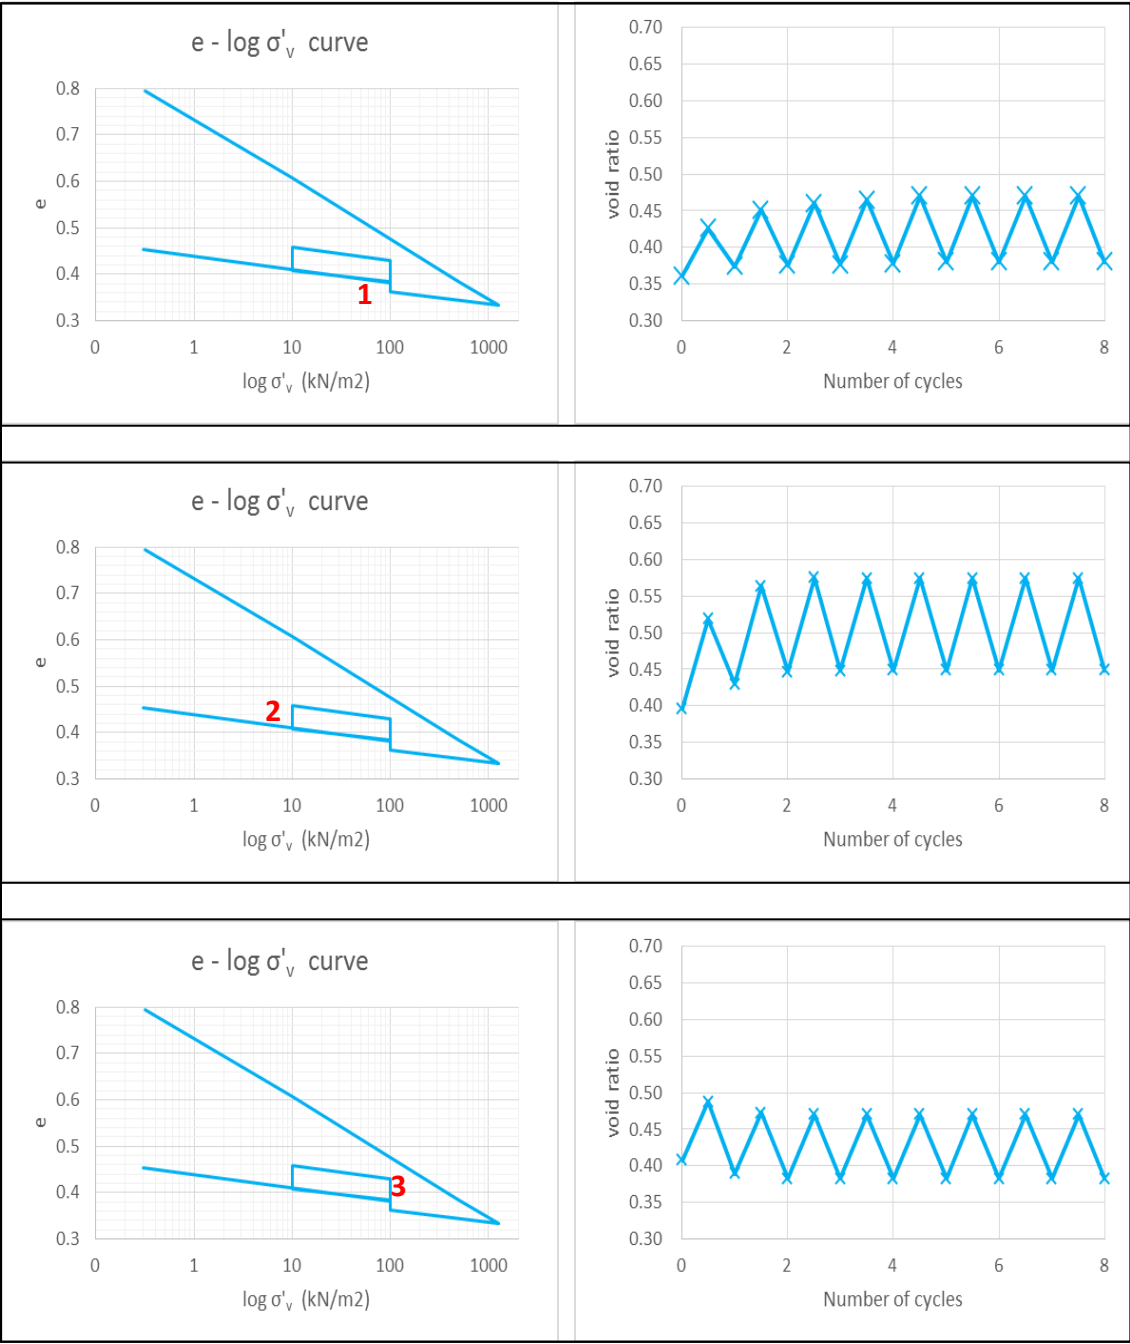 e - log σ'v curve
0.8
0.7
0.6
0.5
0.4
0.3
e
0 1 10 100 1000
log σ'v (kN/m2)
1
0.70
0.65
0.60
0.55
0.50
0.45
0.40
0.35
0.30
void ratio
0 2 4 6 8
Number of cycles
e - log σ'v curve
0.8
0.7
0.6
0.5
0.4
0.3
e
0 1 10 100 1000
log σ'v (kN/m2)
2
0.70
0.65
0.60
0.55
0.50
0.45
0.40
0.35
0.30
void ratio
0 2 4 6 8
Number of cycles
e - log σ'v curve
0.8
0.7
0.6
0.5
0.4
0.3
e
0 1 10 100 1000
log σ'v (kN/m2)
3
0.70
0.65
0.60
0.55
0.50
0.45
0.40
0.35
0.30
void ratio
0 2 4 6 8
Number of cycles